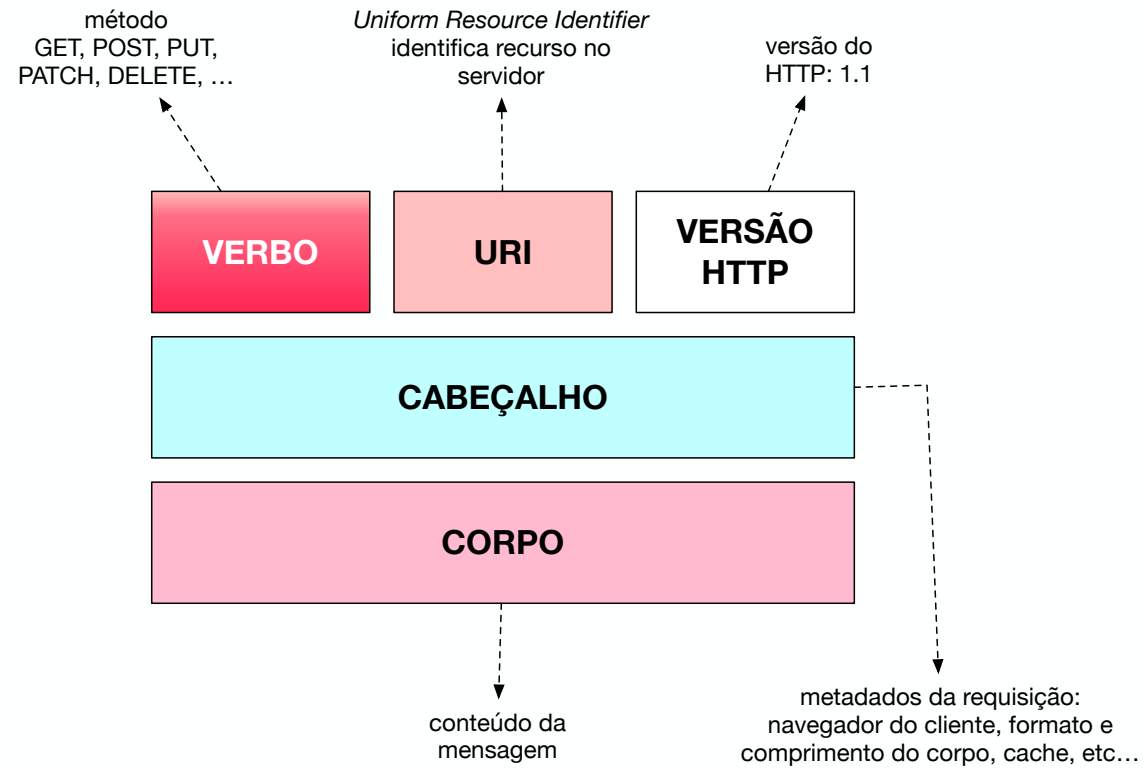 método
GET, POST, PUT,
PATCH, DELETE, …
Uniform Resource Identifier
identifica recurso no
servidor
versão do
HTTP: 1.1
VERBO
URI
VERSÃO
HTTP
CABEÇALHO
CORPO
conteúdo da
mensagem
metadados da requisição:
navegador do cliente, formato e
comprimento do corpo, cache, etc…